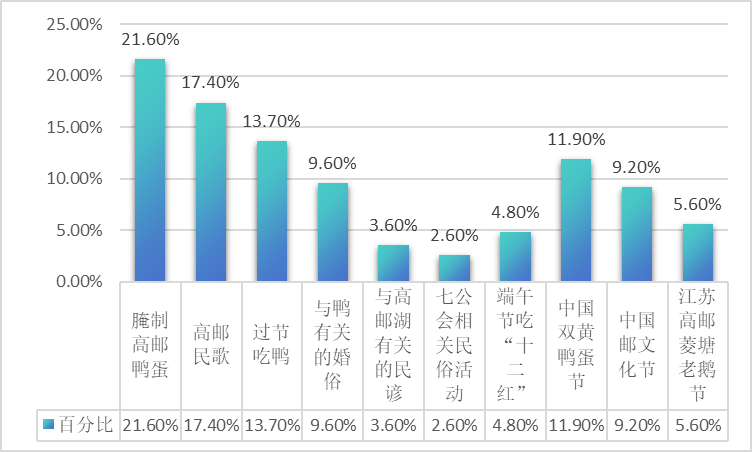 25.00%
20.00%
15.00%
10.00%
5.00%
0.00%
21.60%
17.40%
13.70%
9.60%
3.60%
2.60%
4.80%
11.90%
9.20%
5.60%
腌制
高邮
鸭蛋
高邮
民歌
过节
吃鸭
与鸭
有关
的婚
俗
与高
邮湖
有关
的民
谚
七公
会相
关民
俗活
动
端午
节吃
“十
二
红”
中国
双黄
鸭蛋
节
中国
邮文
化节
江苏
高邮
菱塘
老鹅
节
百分比 21.60% 17.40% 13.70% 9.60% 3.60% 2.60% 4.80% 11.90% 9.20% 5.60%